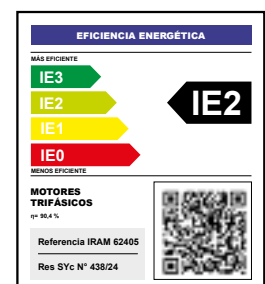 EFICIENCIA ENERGÉTICA
MÁS EFICIENTE
IE3
IE2
IE2
IE1
IE0
MENOS EFICIENTE
MOTORES
TRIFÁSICOS
η= 90,4 %
Referencia IRAM 62405
Res SYc N° 438/24